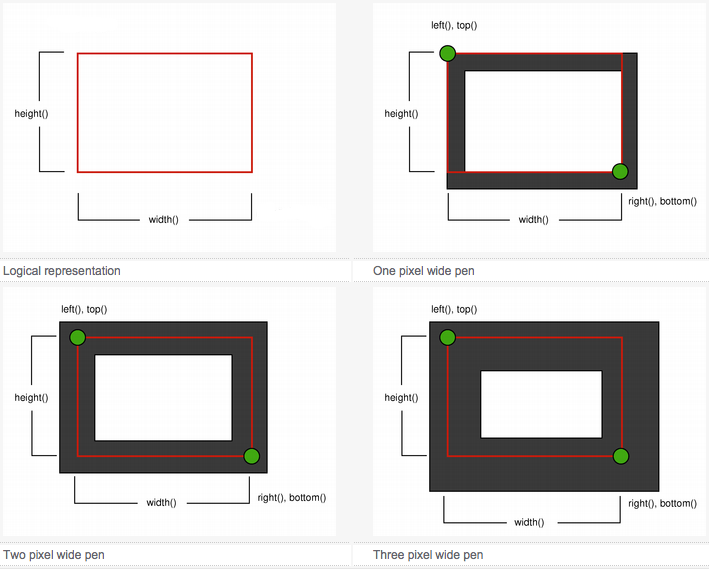 height()
width()
Logical representation
left(), top()
height()
right(), bottom()
width()
One pixel wide pen
left(), top()
height()
right(), bottom()
width()
Two pixel wide pen
left(), top()
height()
right(), bottom()
width()
Three pixel wide pen